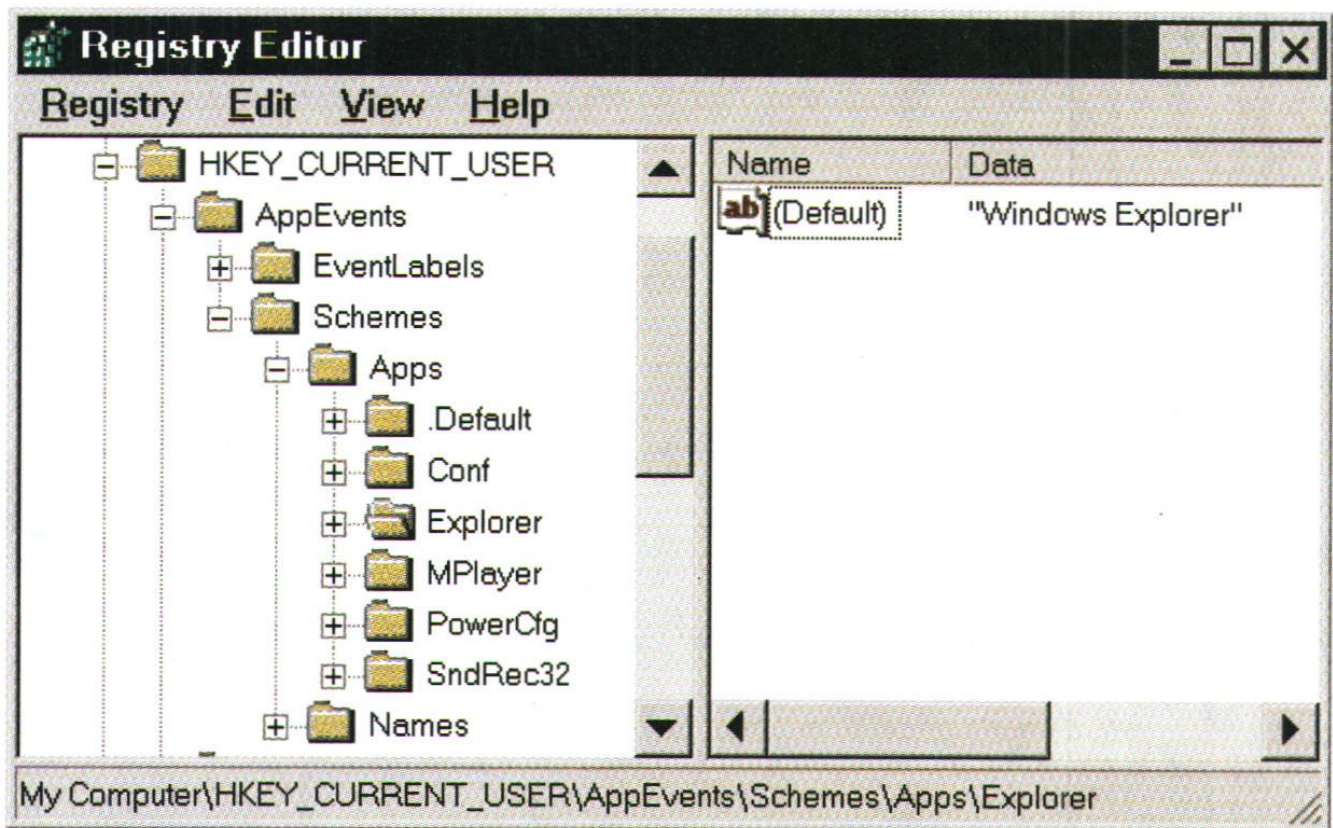 Registry Editor
Registry Edit View Help
HKEY_CURRENT_USER
AppEvents
EventLabels
Schemes
Apps
.Default
Conf
Explorer
MPlayer
PowerCfg
SndRec32
Names
Name Data
ab (Default) "Windows Explorer"
My Computer\HKEY_CURRENT_USER\AppEvents\Schemes\Apps\Explorer